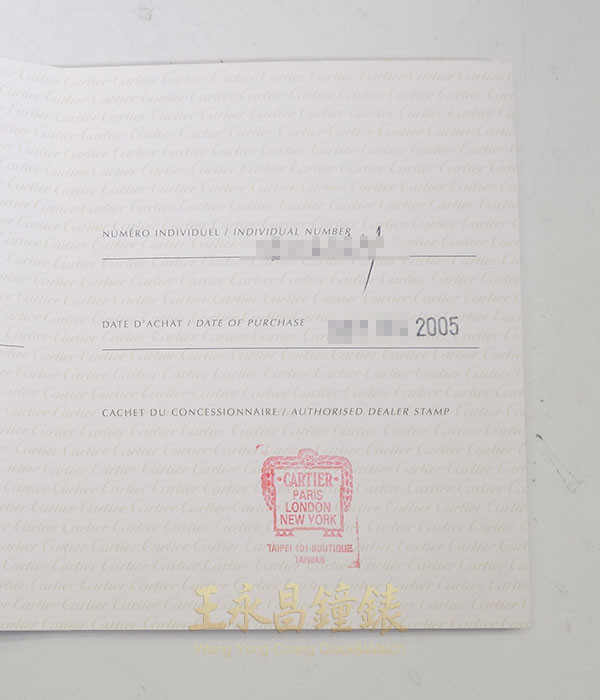 NUMÉRO INDIVIDUEL / INDIVIDUAL NUMBER
DATE D'ACHAT / DATE OF PURCHASE
2005
CACHET DU CONCESSIONNAIRE / AUTHORISED DEALER STAMP
CARTIER
PARIS
LONDON
NEW YORK
TAIPEI 101 BOUTIQUE
TAIWAN
王永昌鐘錶